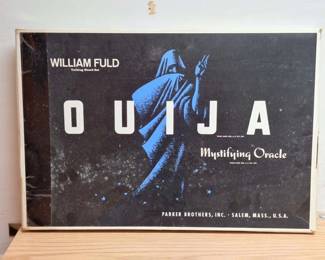 WILLIAM FULD
Talking Board Set
OUIJA
Mystifying Oracle
PARKER BROTHERS, INC. · SALEM, MASS., U.S.A.